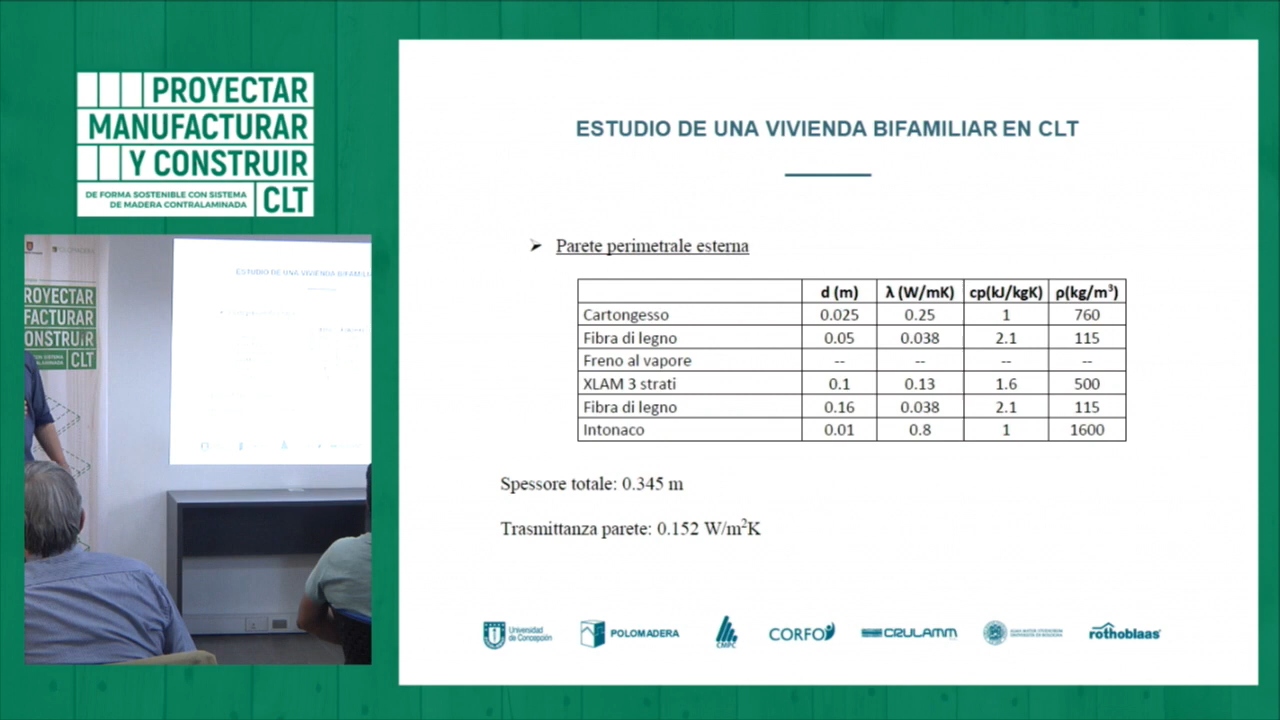 PROYECTAR
MANUFACTURAR
Y CONSTRUIR
DE FORMA SOSTENIBLE CON SISTEMA
DE MADERA CONTRALAMINADA
CLT
ROYECTAR
FACTURAR
ONSTRUIR
CLT
ESTUDIO DE UNA VIVIENDA BIFAMILI
ESTUDIO DE UNA VIVIENDA BIFAMILIAR EN CLT
➢ Parete perimetrale esterna
d (m) λ (W/mK) cp(kJ/kgK) ρ(kg/m³)
Cartongesso 0.025 0.25 1 760
Fibra di legno 0.05 0.038 2.1 115
Freno al vapore -- -- -- --
XLAM 3 strati 0.1 0.13 1.6 500
Fibra di legno 0.16 0.038 2.1 115
Intonaco 0.01 0.8 1 1600
Spessore totale: 0.345 m
Trasmittanza parete: 0.152 W/m²K
Universidad
de Concepción
POLOMADERA
CMPC
CORFO
CRULAMM
rothoblaas